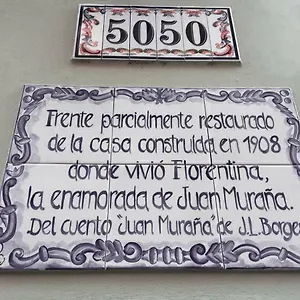 5050
Frente parcialmente restaurado
de la casa construida en 1908
donde vivió Florentina,
la enamorada de Juan Muraña.
Del cuento "Juan Muraña" de J.L. Borges